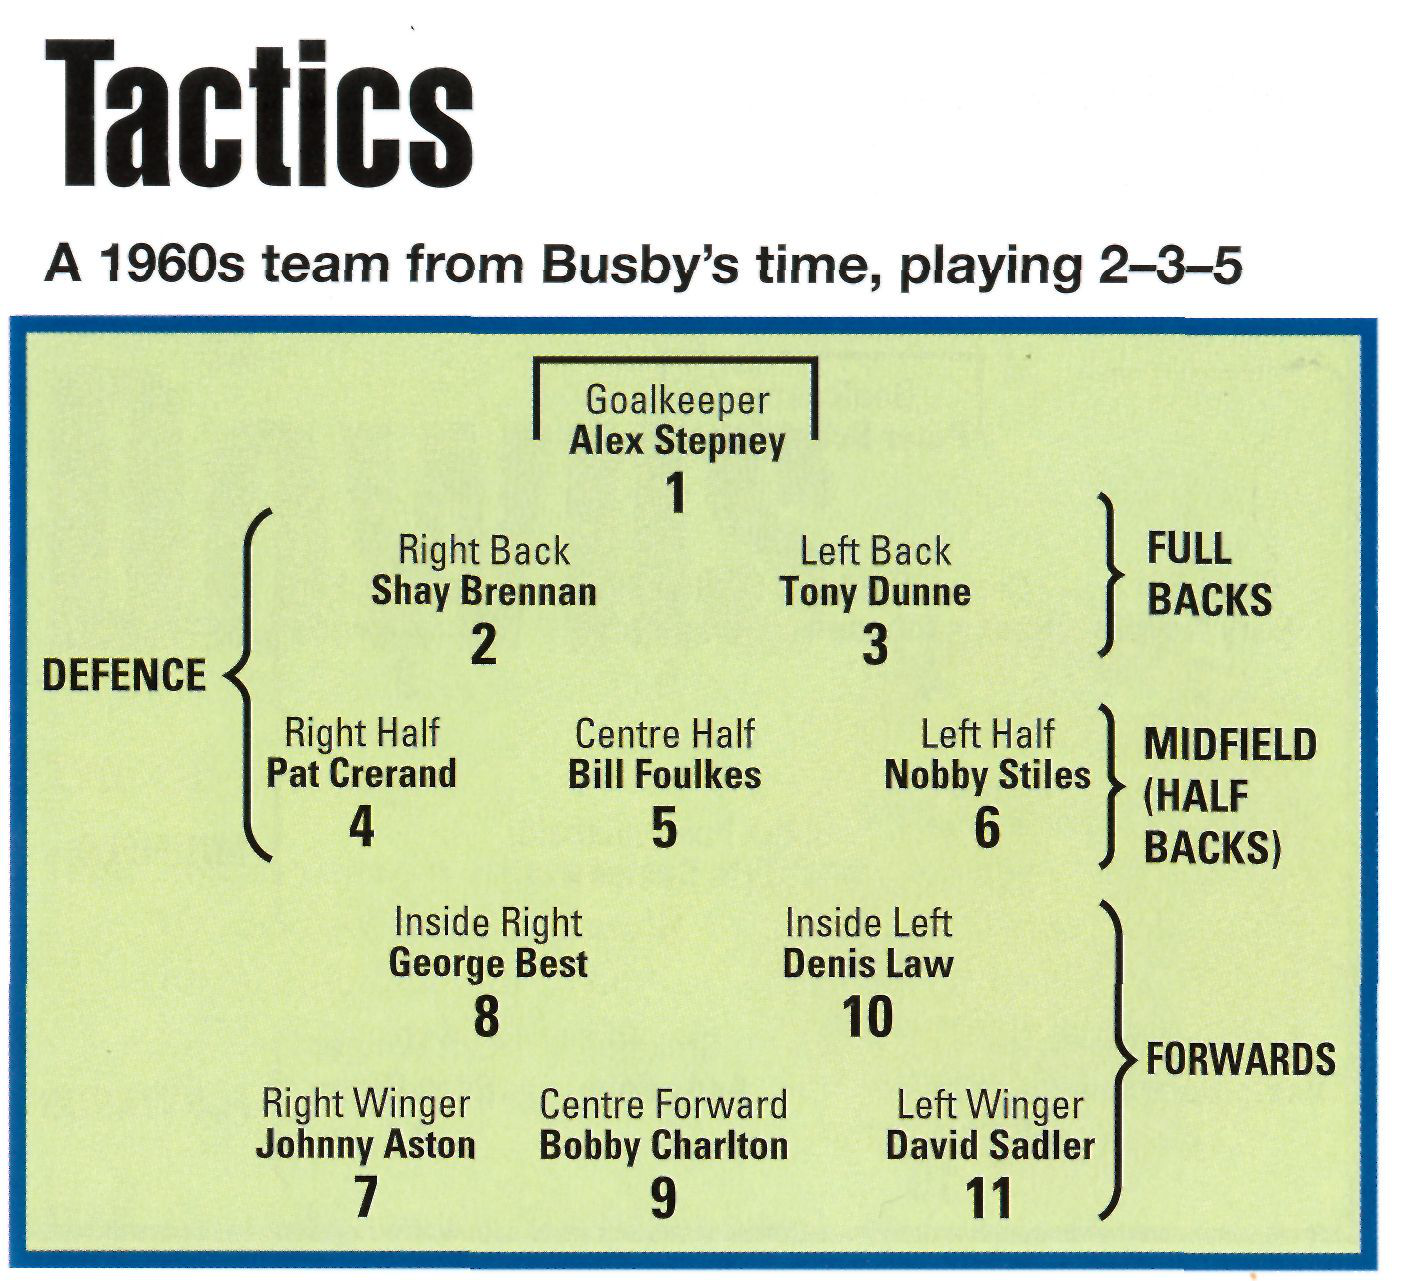 Tactics
A 1960s team from Busby's time, playing 2–3–5
Goalkeeper
Alex Stepney
1
Right Back
Shay Brennan
2
Left Back
Tony Dunne
3
FULL
BACKS
DEFENCE
Right Half
Pat Crerand
4
Centre Half
Bill Foulkes
5
Left Half
Nobby Stiles
6
MIDFIELD
(HALF
BACKS)
Inside Right
George Best
8
Inside Left
Denis Law
10
FORWARDS
Right Winger
Johnny Aston
7
Centre Forward
Bobby Charlton
9
Left Winger
David Sadler
11